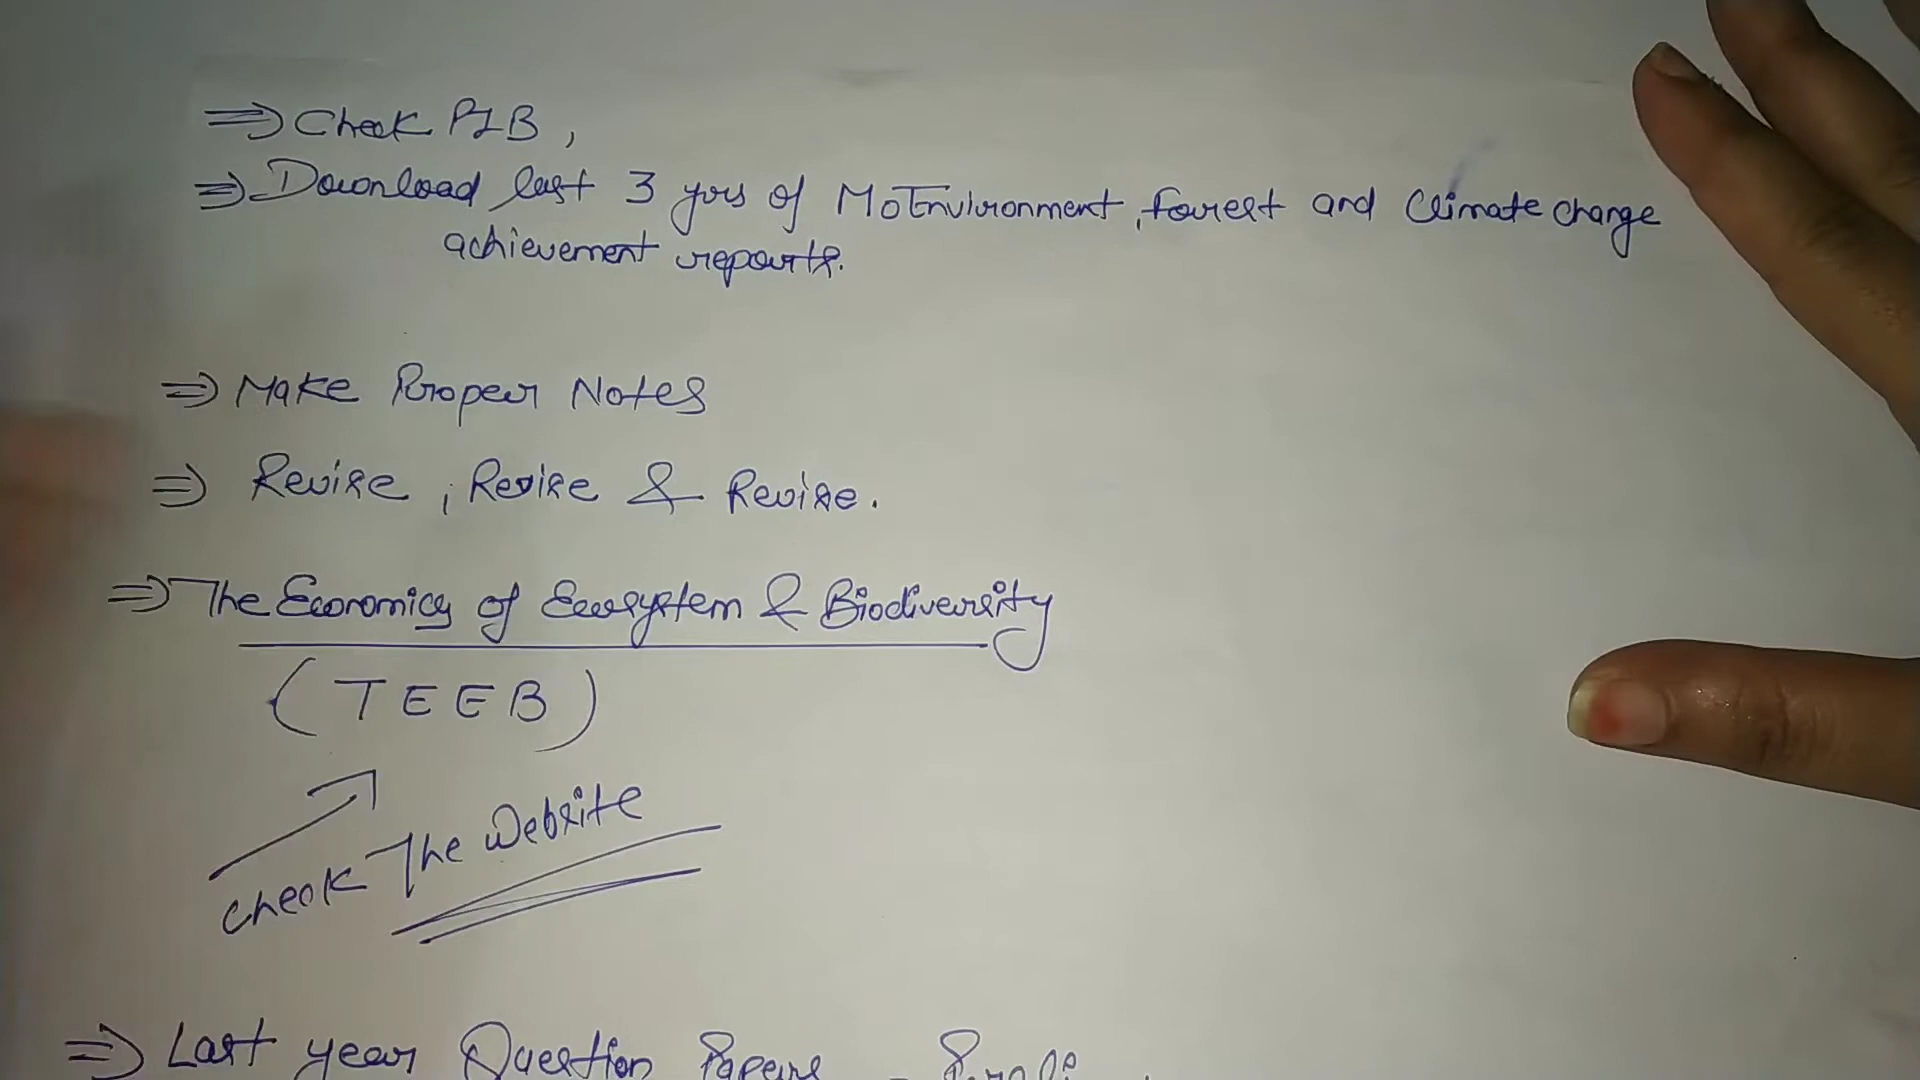 ⇒ Check PIB,
⇒ Download last 3 yrs of MoEnvironment, forest and Climate change
achievement reports.
⇒ Make Proper Notes
⇒ Revise, Revise & Revise.
⇒ The Economics of Ecosystem & Biodiversity
(TEEB)
check The Website
⇒ Last year Question Papers -